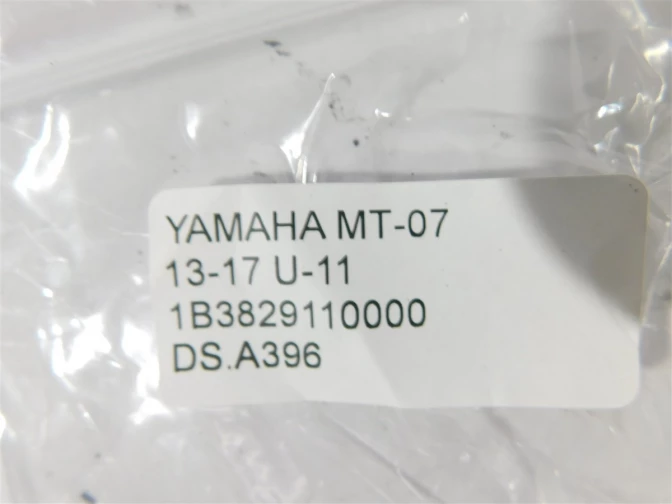 YAMAHA MT-07
13-17 U-11
1B3829110000
DS.A396